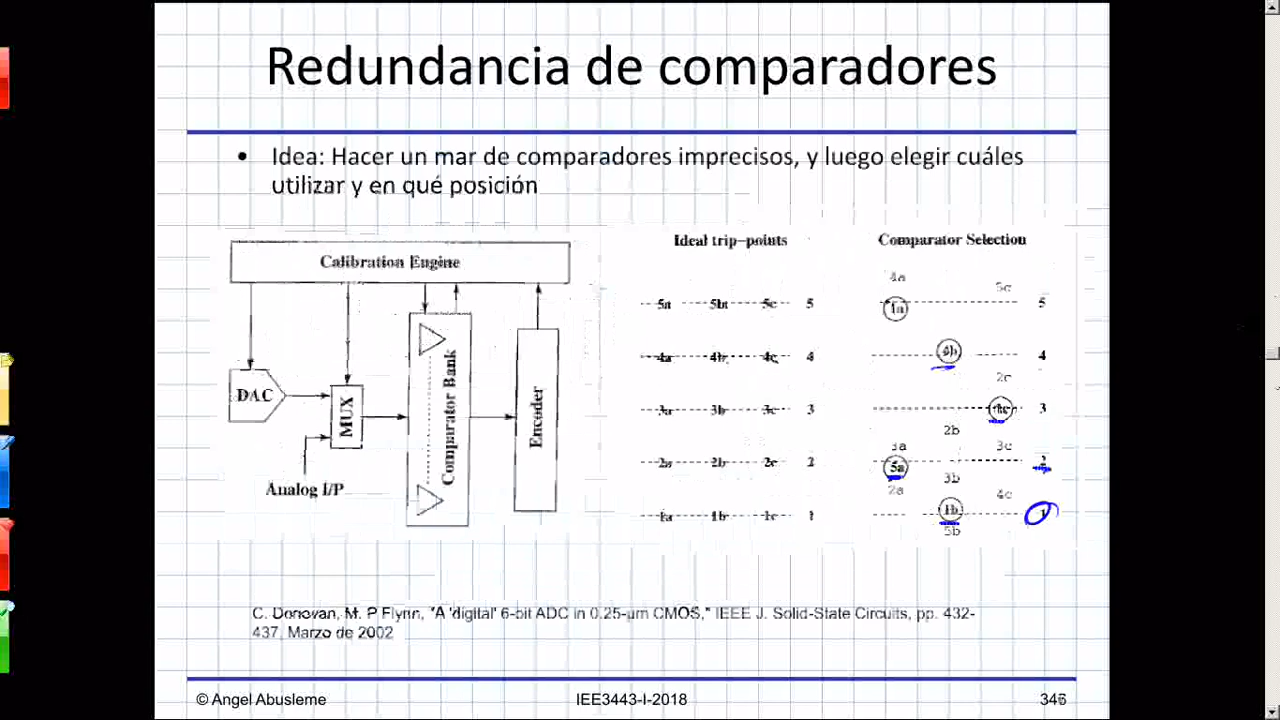 Redundancia de comparadores
• Idea: Hacer un mar de comparadores imprecisos, y luego elegir cuáles
utilizar y en qué posición
Calibration Engine
DAC
MUX
Comparator Bank
Encoder
Analog I/P
Ideal trip-points
5a 5b 5c 5
4a 4b 4c 4
3a 3b 3c 3
2a 2b 2c 2
1a 1b 1c 1
Comparator Selection
4a
5c
1a 5
4b 4
2c
3
2b
3a 3c
5a 2
3b
2a 4c
1b 1
5b
C. Donovan, M. P Flynn, "A 'digital' 6-bit ADC in 0.25-μm CMOS," IEEE J. Solid-State Circuits, pp. 432-
437, Marzo de 2002
© Angel Abusleme
IEE3443-I-2018